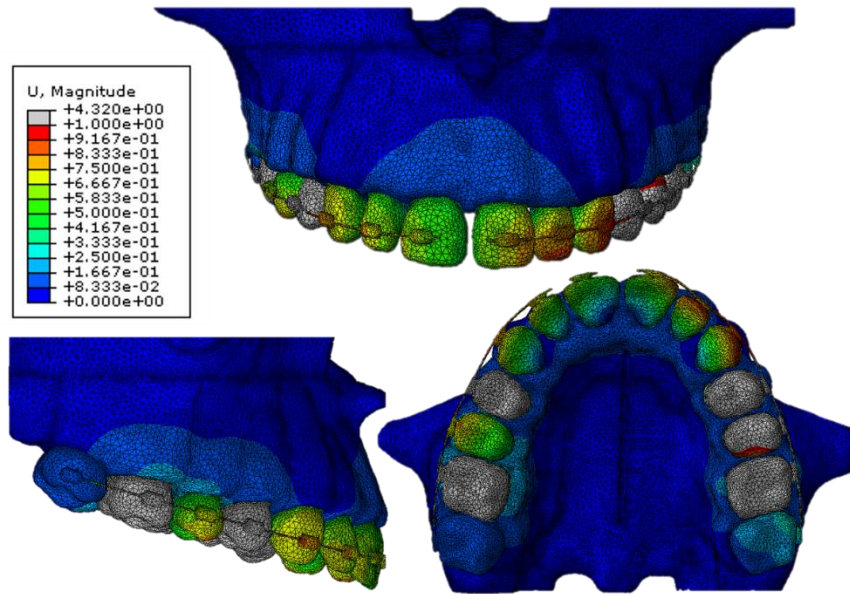 U, Magnitude
+4.320e+00
+1.000e+00
+9.167e-01
+8.333e-01
+7.500e-01
+6.667e-01
+5.833e-01
+5.000e-01
+4.167e-01
+3.333e-01
+2.500e-01
+1.667e-01
+8.333e-02
+0.000e+00